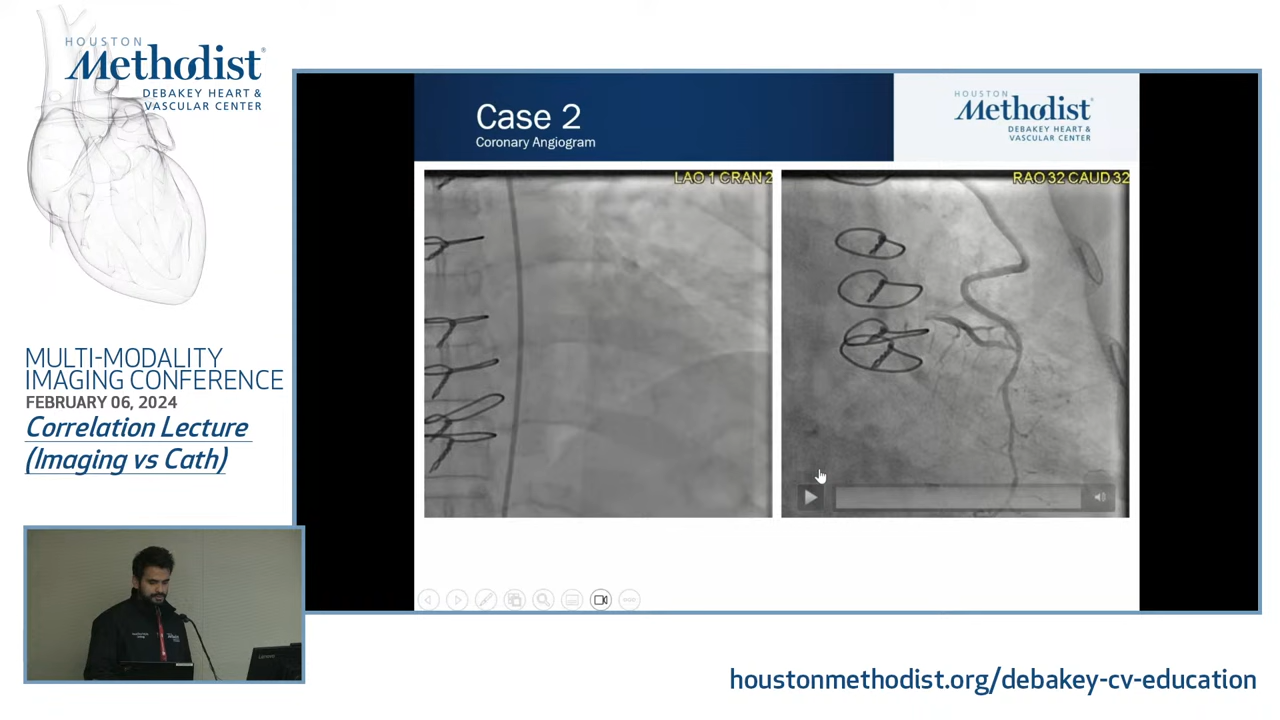 HOUSTON
Methodist®
DEBAKEY HEART &
VASCULAR CENTER
MULTI-MODALITY
IMAGING CONFERENCE
FEBRUARY 06, 2024
Correlation Lecture
(Imaging vs Cath)
Case 2
Coronary Angiogram
HOUSTON
Methodist®
DEBAKEY HEART &
VASCULAR CENTER
LAO 1 CRAN 2
RAO 32 CAUD 32
Methodist
Lenovo
houstonmethodist.org/debakey-cv-education